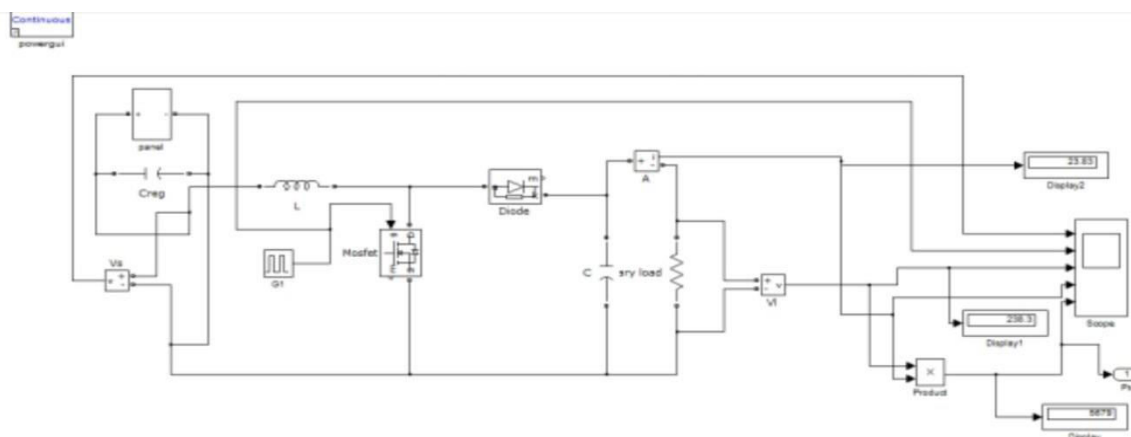 Continuous
powergui
panel
Creg
L
Diode
A
23.83
Display2
Mosfet
Vs
G1
C
sry load
Vl
Scope
238.3
Display1
Product
5679